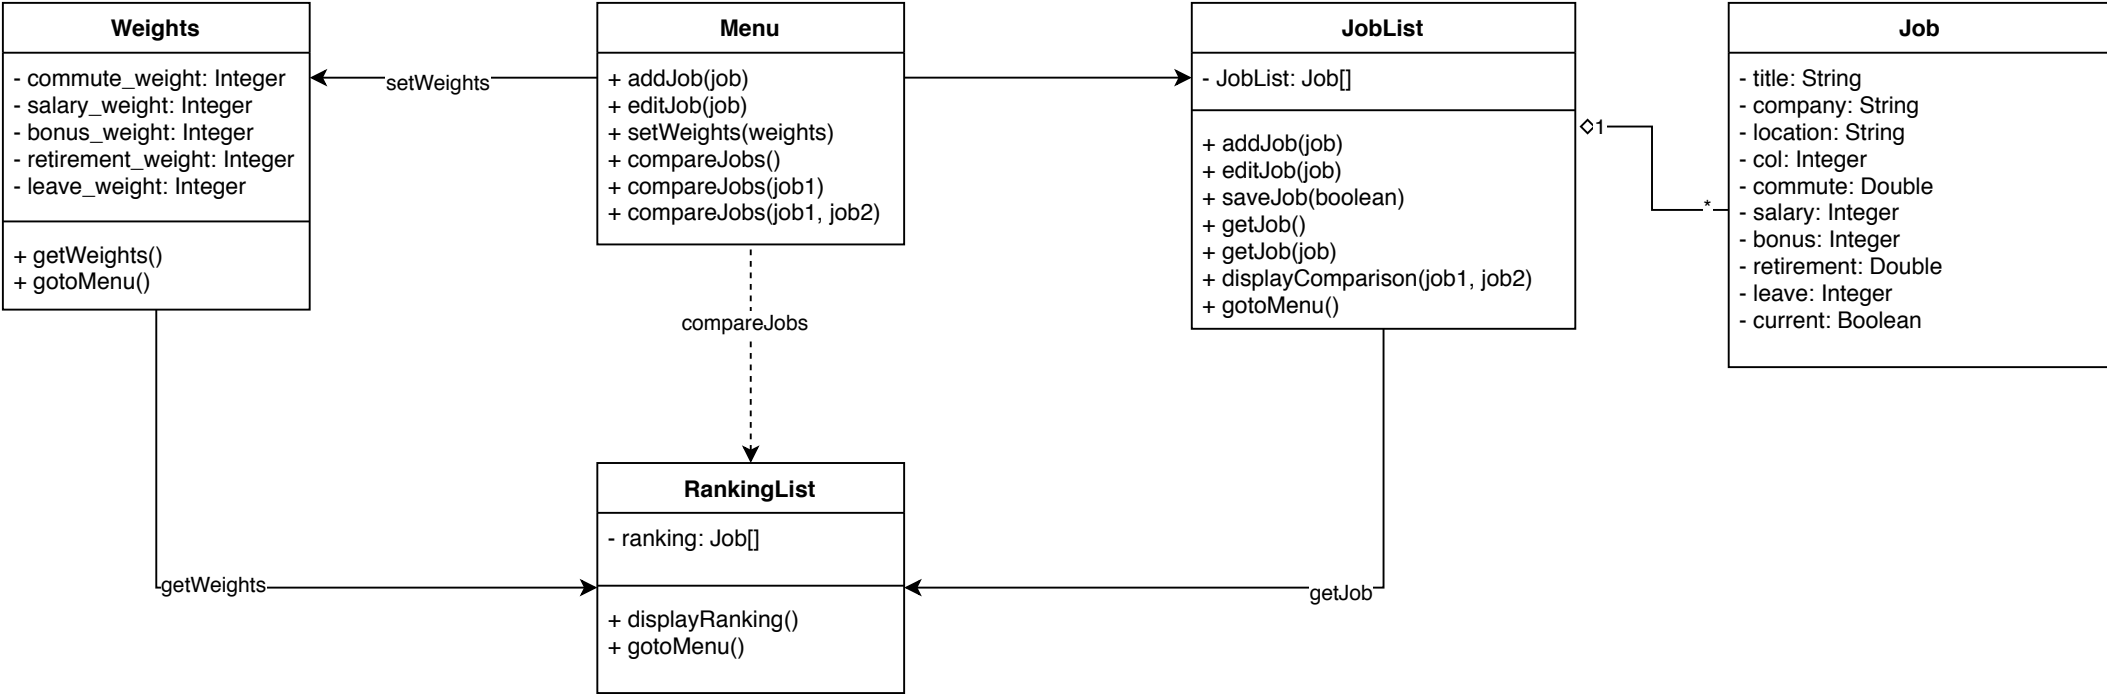 Weights
- commute_weight: Integer
- salary_weight: Integer
- bonus_weight: Integer
- retirement_weight: Integer
- leave_weight: Integer
+ getWeights()
+ gotoMenu()
setWeights
Menu
+ addJob(job)
+ editJob(job)
+ setWeights(weights)
+ compareJobs()
+ compareJobs(job1)
+ compareJobs(job1, job2)
JobList
- JobList: Job[]
+ addJob(job)
+ editJob(job)
+ saveJob(boolean)
+ getJob()
+ getJob(job)
+ displayComparison(job1, job2)
+ gotoMenu()
1
*
Job
- title: String
- company: String
- location: String
- col: Integer
- commute: Double
- salary: Integer
- bonus: Integer
- retirement: Double
- leave: Integer
- current: Boolean
compareJobs
RankingList
- ranking: Job[]
+ displayRanking()
+ gotoMenu()
getWeights
getJob